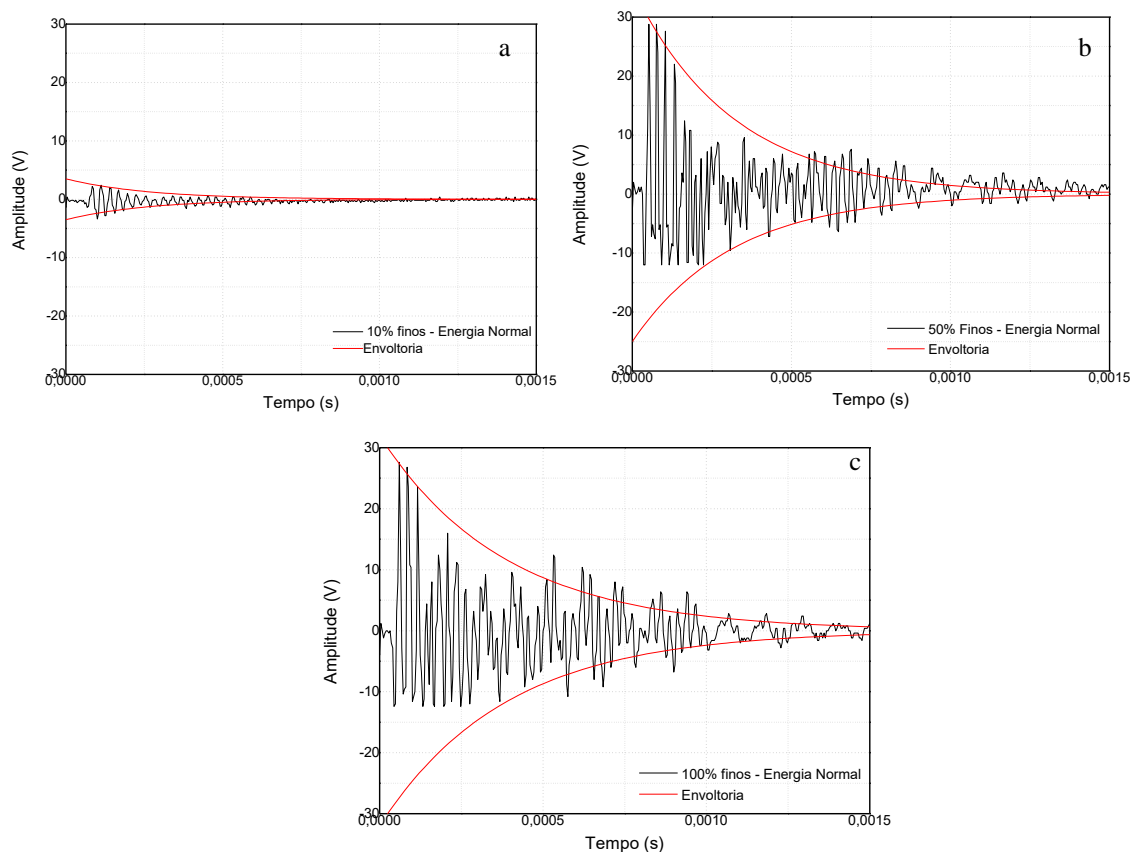 a
30
20
10
0
-10
-20
-30
Amplitude (V)
10% finos - Energia Normal
Envoltoria
0,0000
0,0005
0,0010
0,0015
Tempo (s)
b
30
20
10
0
-10
-20
-30
Amplitude (V)
50% Finos - Energia Normal
Envoltoria
0,0000
0,0005
0,0010
0,0015
Tempo (s)
c
30
20
10
0
-10
-20
-30
Amplitude (V)
100% finos - Energia Normal
Envoltoria
0,0000
0,0005
0,0010
0,0015
Tempo (s)